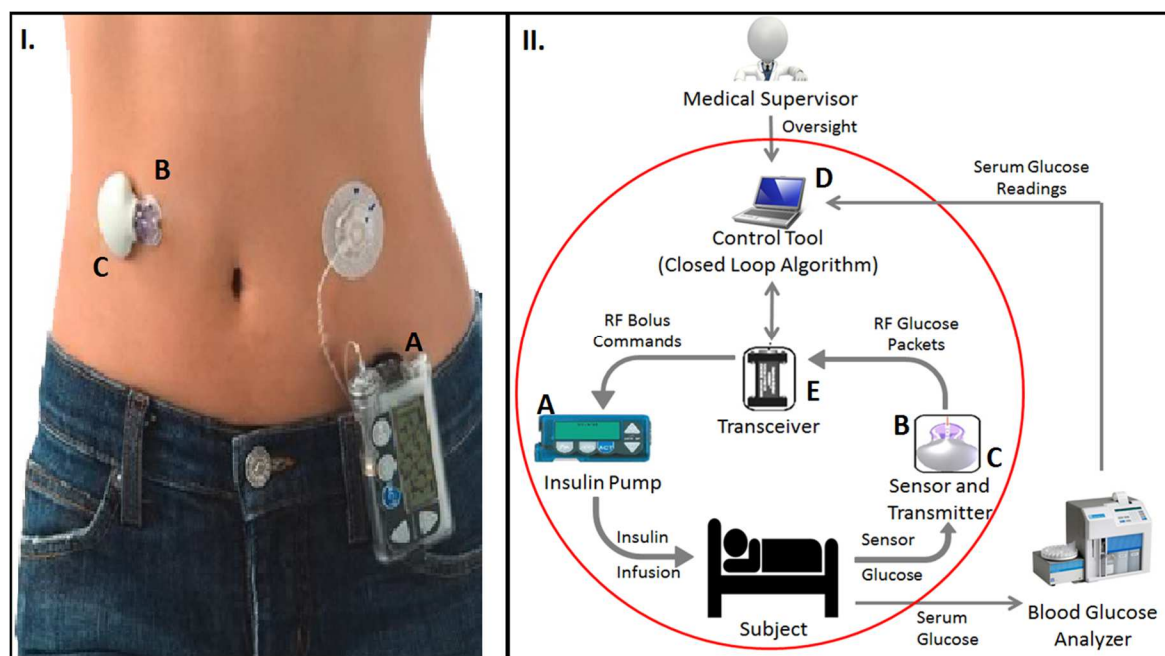 I.
B
C
A
II.
Medical Supervisor
Oversight
D
Serum Glucose
Readings
Control Tool
(Closed Loop Algorithm)
RF Bolus
Commands
RF Glucose
Packets
E
Transceiver
A
ACT
Insulin Pump
B
C
Sensor and
Transmitter
Insulin
Infusion
Sensor
Glucose
Subject
Serum
Glucose
Blood Glucose
Analyzer